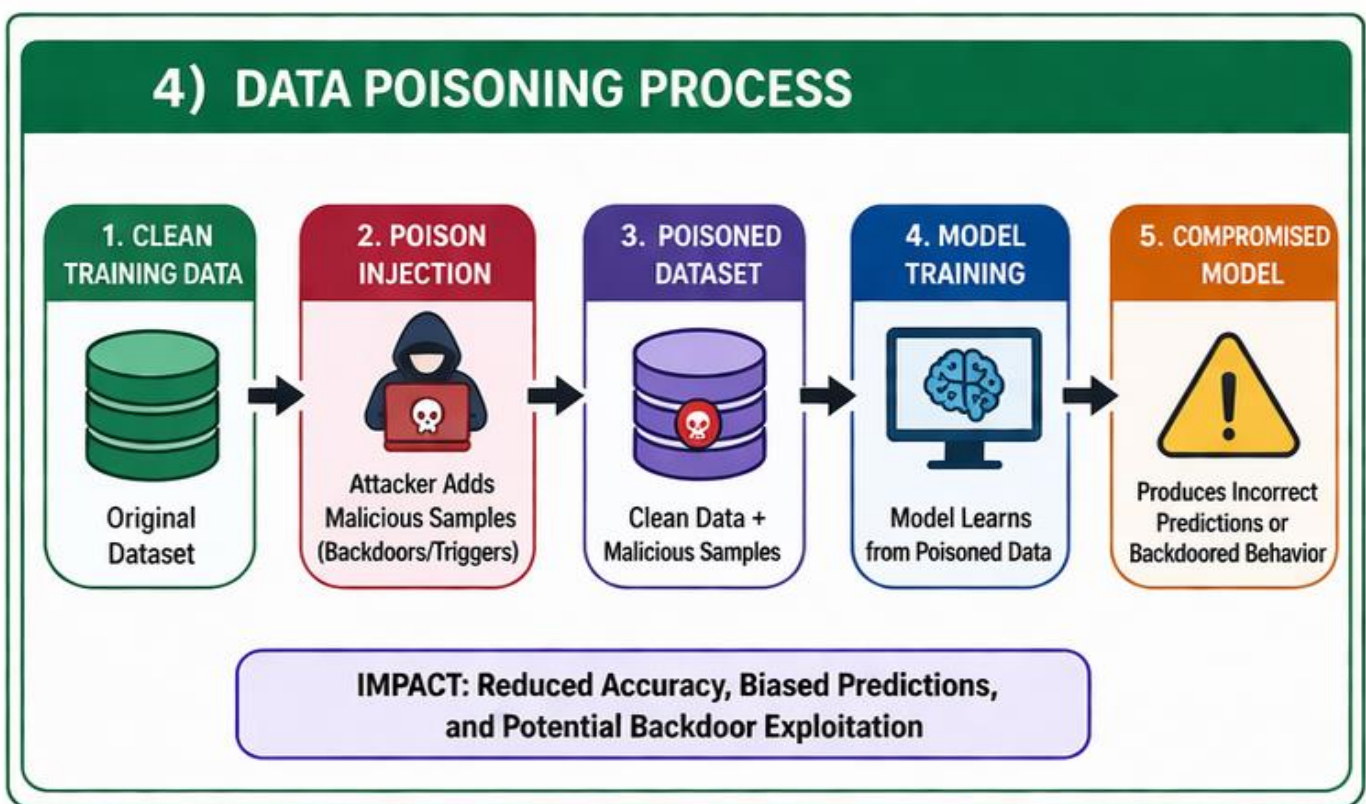 4) DATA POISONING PROCESS
1. CLEAN
TRAINING DATA
Original
Dataset
2. POISON
INJECTION
Attacker Adds
Malicious Samples
(Backdoors/Triggers)
3. POISONED
DATASET
Clean Data +
Malicious Samples
4. MODEL
TRAINING
Model Learns
from Poisoned Data
5. COMPROMISED
MODEL
Produces Incorrect
Predictions or
Backdoored Behavior
IMPACT: Reduced Accuracy, Biased Predictions,
and Potential Backdoor Exploitation